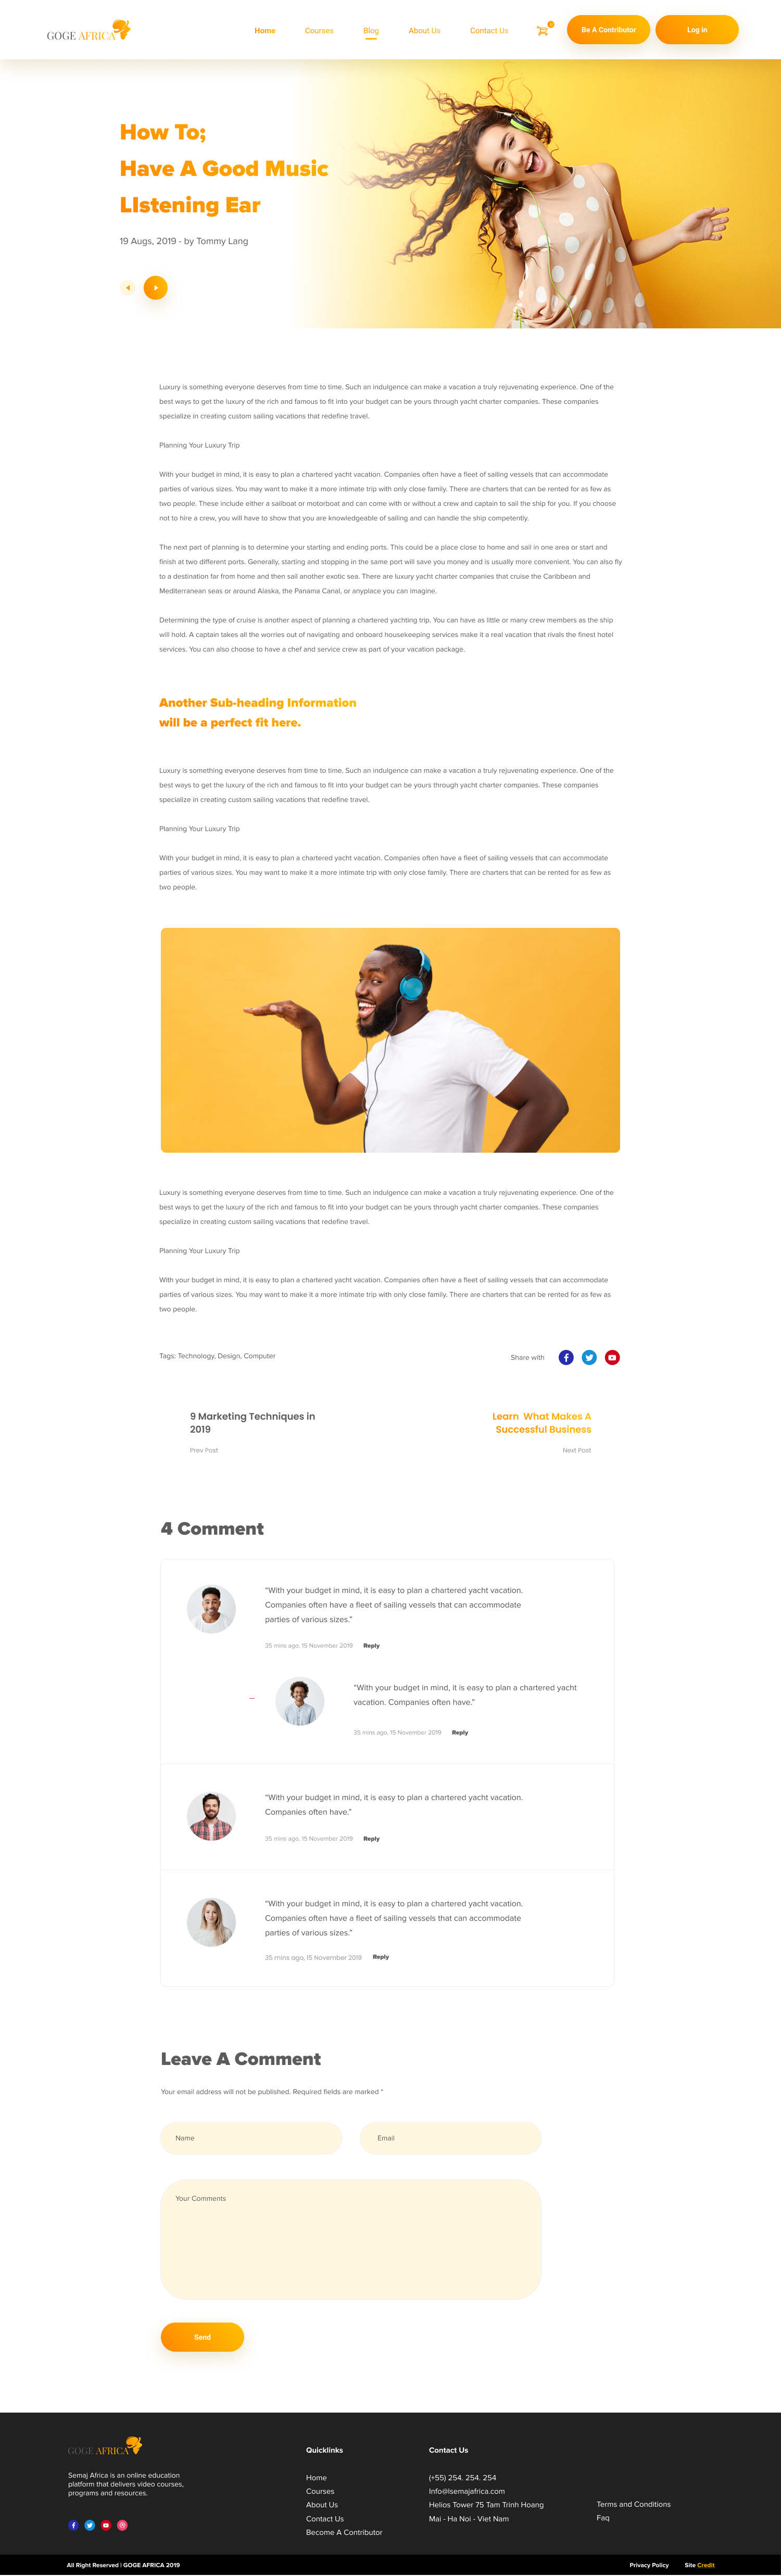 GOGE AFRICA
Home Courses Blog About Us Contact Us
Be A Contributor
Log in
How To;
Have A Good Music
LIstening Ear
19 Augs, 2019 - by Tommy Lang
Luxury is something everyone deserves from time to time. Such an indulgence can make a vacation a truly rejuvenating experience. One of the
best ways to get the luxury of the rich and famous to fit into your budget can be yours through yacht charter companies. These companies
specialize in creating custom sailing vacations that redefine travel.
Planning Your Luxury Trip
With your budget in mind, it is easy to plan a chartered yacht vacation. Companies often have a fleet of sailing vessels that can accommodate
parties of various sizes. You may want to make it a more intimate trip with only close family. There are charters that can be rented for as few as
two people. These include either a sailboat or motorboat and can come with or without a crew and captain to sail the ship for you. If you choose
not to hire a crew, you will have to show that you are knowledgeable of sailing and can handle the ship competently.
The next part of planning is to determine your starting and ending ports. This could be a place close to home and sail in one area or start and
finish at two different ports. Generally, starting and stopping in the same port will save you money and is usually more convenient. You can also fly
to a destination far from home and then sail another exotic sea. There are luxury yacht charter companies that cruise the Caribbean and
Mediterranean seas or around Alaska, the Panama Canal, or anyplace you can imagine.
Determining the type of cruise is another aspect of planning a chartered yachting trip. You can have as little or many crew members as the ship
will hold. A captain takes all the worries out of navigating and onboard housekeeping services make it a real vacation that rivals the finest hotel
services. You can also choose to have a chef and service crew as part of your vacation package.
Another Sub-heading Information
will be a perfect fit here.
Luxury is something everyone deserves from time to time. Such an indulgence can make a vacation a truly rejuvenating experience. One of the
best ways to get the luxury of the rich and famous to fit into your budget can be yours through yacht charter companies. These companies
specialize in creating custom sailing vacations that redefine travel.
Planning Your Luxury Trip
With your budget in mind, it is easy to plan a chartered yacht vacation. Companies often have a fleet of sailing vessels that can accommodate
parties of various sizes. You may want to make it a more intimate trip with only close family. There are charters that can be rented for as few as
two people.
Luxury is something everyone deserves from time to time. Such an indulgence can make a vacation a truly rejuvenating experience. One of the
best ways to get the luxury of the rich and famous to fit into your budget can be yours through yacht charter companies. These companies
specialize in creating custom sailing vacations that redefine travel.
Planning Your Luxury Trip
With your budget in mind, it is easy to plan a chartered yacht vacation. Companies often have a fleet of sailing vessels that can accommodate
parties of various sizes. You may want to make it a more intimate trip with only close family. There are charters that can be rented for as few as
two people.
Tags: Technology, Design, Computer
Share with
9 Marketing Techniques in
2019
Prev Post
Learn What Makes A
Successful Business
Next Post
4 Comment
"With your budget in mind, it is easy to plan a chartered yacht vacation.
Companies often have a fleet of sailing vessels that can accommodate
parties of various sizes."
35 mins ago, 15 November 2019 Reply
"With your budget in mind, it is easy to plan a chartered yacht
vacation. Companies often have."
35 mins ago, 15 November 2019 Reply
"With your budget in mind, it is easy to plan a chartered yacht vacation.
Companies often have."
35 mins ago, 15 November 2019 Reply
"With your budget in mind, it is easy to plan a chartered yacht vacation.
Companies often have a fleet of sailing vessels that can accommodate
parties of various sizes."
35 mins ago, 15 November 2019 Reply
Leave A Comment
Your email address will not be published. Required fields are marked *
Name
Email
Your Comments
Send
GOGE AFRICA
Semaj Africa is an online education
platform that delivers video courses,
programs and resources.
Quicklinks
Home
Courses
About Us
Contact Us
Become A Contributor
Contact Us
(+55) 254. 254. 254
Info@lsemajafrica.com
Helios Tower 75 Tam Trinh Hoang
Mai - Ha Noi - Viet Nam
Terms and Conditions
Faq
All Right Reserved | GOGE AFRICA 2019
Privacy Policy
Site Credit